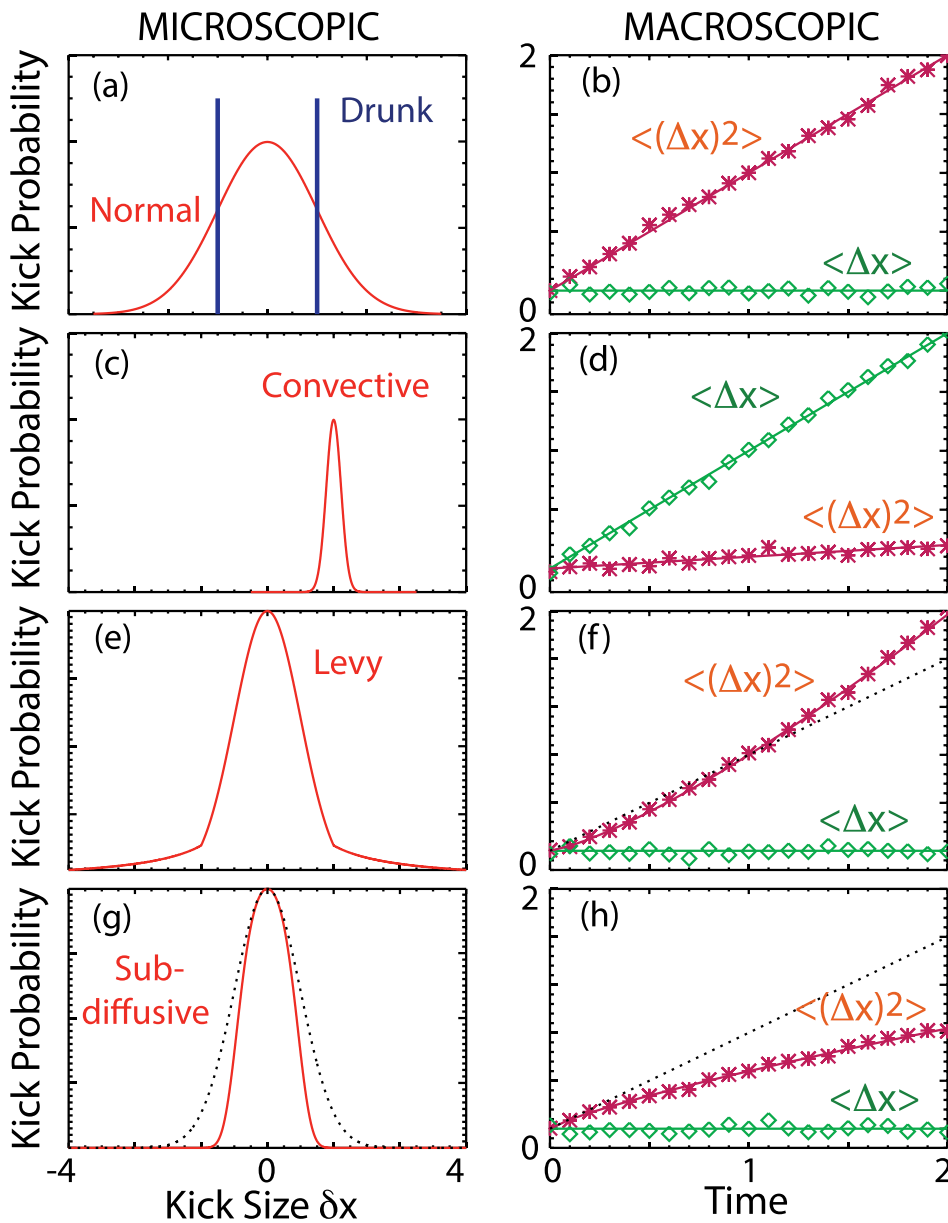 MICROSCOPIC
MACROSCOPIC
Kick Probability
(a)
Drunk
Normal
2
(b)
<(Δx)2>
<Δx>
0
Kick Probability
(c)
Convective
2
(d)
<Δx>
<(Δx)2>
0
Kick Probability
(e)
Levy
2
(f)
<(Δx)2>
<Δx>
0
Kick Probability
(g)
Sub-
diffusive
2
(h)
<(Δx)2>
<Δx>
0
-4 0 4
Kick Size δx
0 1 2
Time